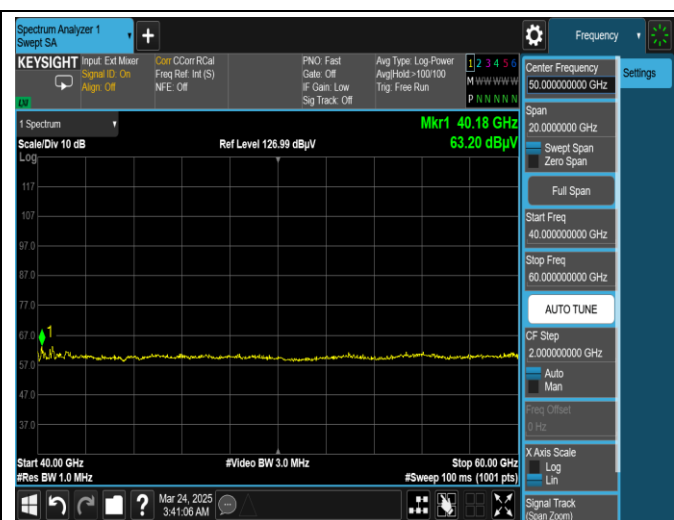 Spectrum Analyzer 1
Swept SA
Frequency
KEYSIGHT
Input: Ext Mixer
Signal ID: On
Align: Off
Corr CCorr RCal
Freq Ref: Int (S)
NFE: Off
PNO: Fast
Gate: Off
IF Gain: Low
Sig Track: Off
Avg Type: Log-Power
Avg|Hold:>100/100
Trig: Free Run
1 2 3 4 5 6
M W W W W W
P N N N N N
LXI
1 Spectrum
Mkr1 40.18 GHz
63.20 dBµV
Scale/Div 10 dB
Ref Level 126.99 dBµV
Log
117
107
97.0
87.0
77.0
67.0
57.0
47.0
37.0
1
Start 40.00 GHz
#Res BW 1.0 MHz
#Video BW 3.0 MHz
Stop 60.00 GHz
#Sweep 100 ms (1001 pts)
?
Mar 24, 2025
3:41:06 AM
Center Frequency
50.000000000 GHz
Settings
Span
20.0000000 GHz
Swept Span
Zero Span
Full Span
Start Freq
40.000000000 GHz
Stop Freq
60.000000000 GHz
AUTO TUNE
CF Step
2.000000000 GHz
Auto
Man
Freq Offset
0 Hz
X Axis Scale
Log
Lin
Signal Track
(Span Zoom)